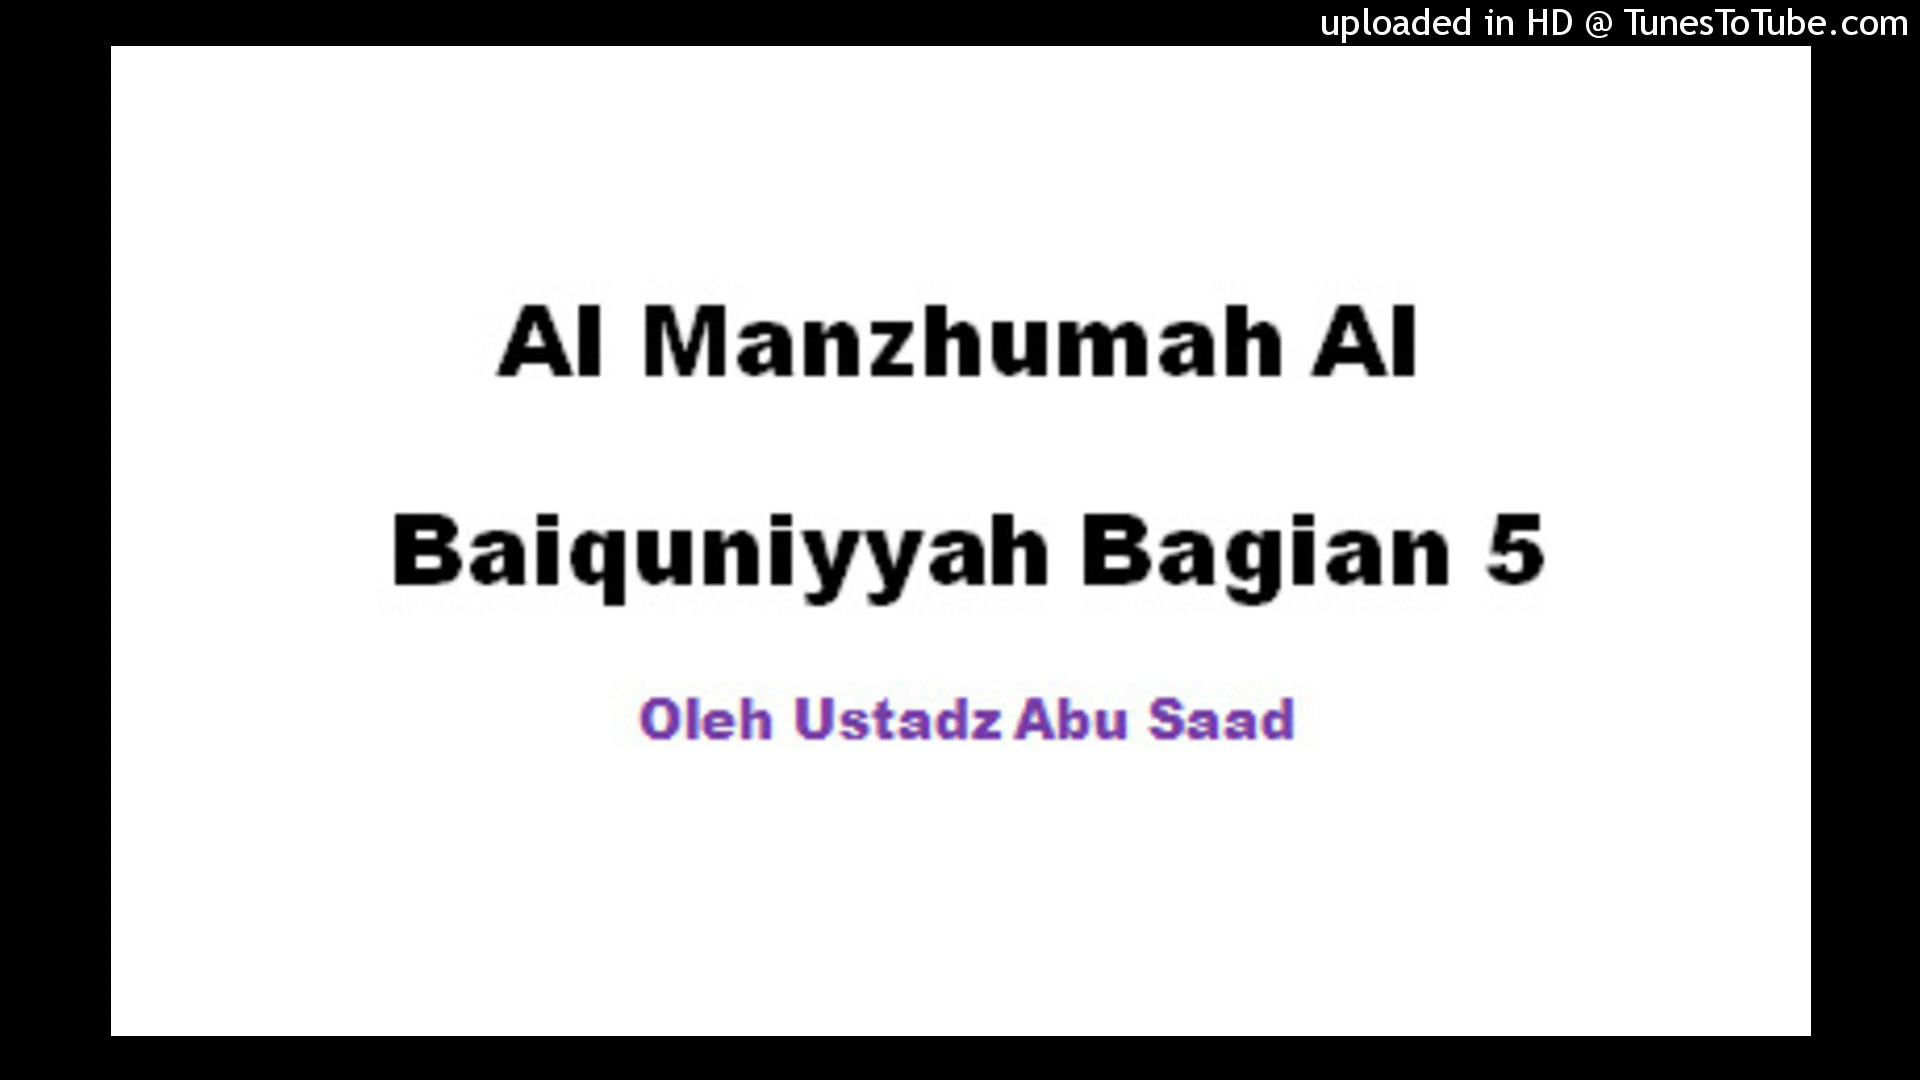 uploaded in HD @ TunesToTube.com
Al Manzhumah Al
Baiquniyyah Bagian 5
Oleh Ustadz Abu Saad